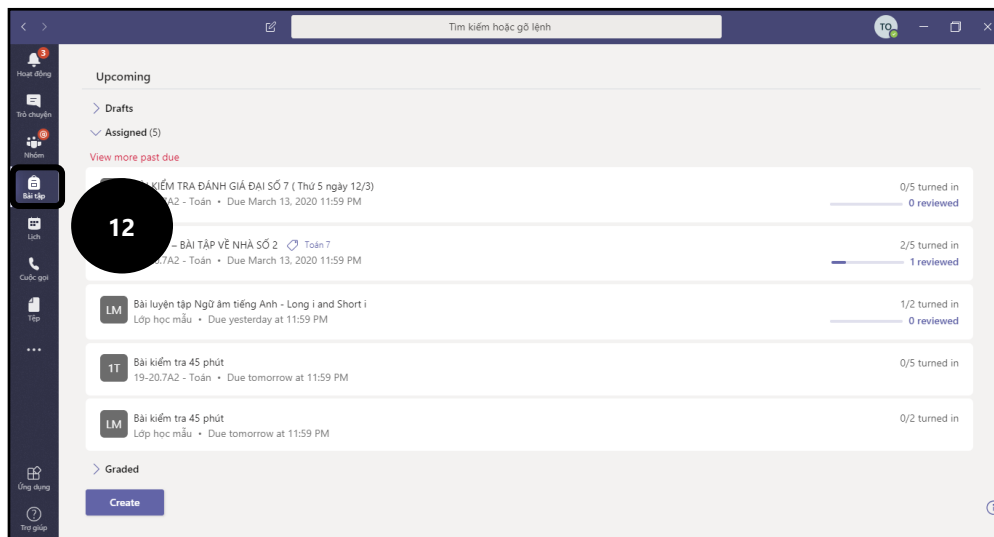 Tìm kiếm hoặc gõ lệnh
TO
3
Hoạt động
Trò chuyện
@
Nhóm
Bài tập
Lịch
Cuộc gọi
Tệp
Ứng dụng
Trợ giúp
Upcoming
Drafts
Assigned (5)
View more past due
KIỂM TRA ĐÁNH GIÁ ĐẠI SỐ 7 ( Thứ 5 ngày 12/3)
7A2 - Toán • Due March 13, 2020 11:59 PM
0/5 turned in
0 reviewed
12
– BÀI TẬP VỀ NHÀ SỐ 2 Toán 7
.7A2 - Toán • Due March 13, 2020 11:59 PM
2/5 turned in
1 reviewed
LM
Bài luyện tập Ngữ âm tiếng Anh - Long i and Short i
Lớp học mẫu • Due yesterday at 11:59 PM
1/2 turned in
0 reviewed
1T
Bài kiểm tra 45 phút
19-20.7A2 - Toán • Due tomorrow at 11:59 PM
0/5 turned in
LM
Bài kiểm tra 45 phút
Lớp học mẫu • Due tomorrow at 11:59 PM
0/2 turned in
Graded
Create